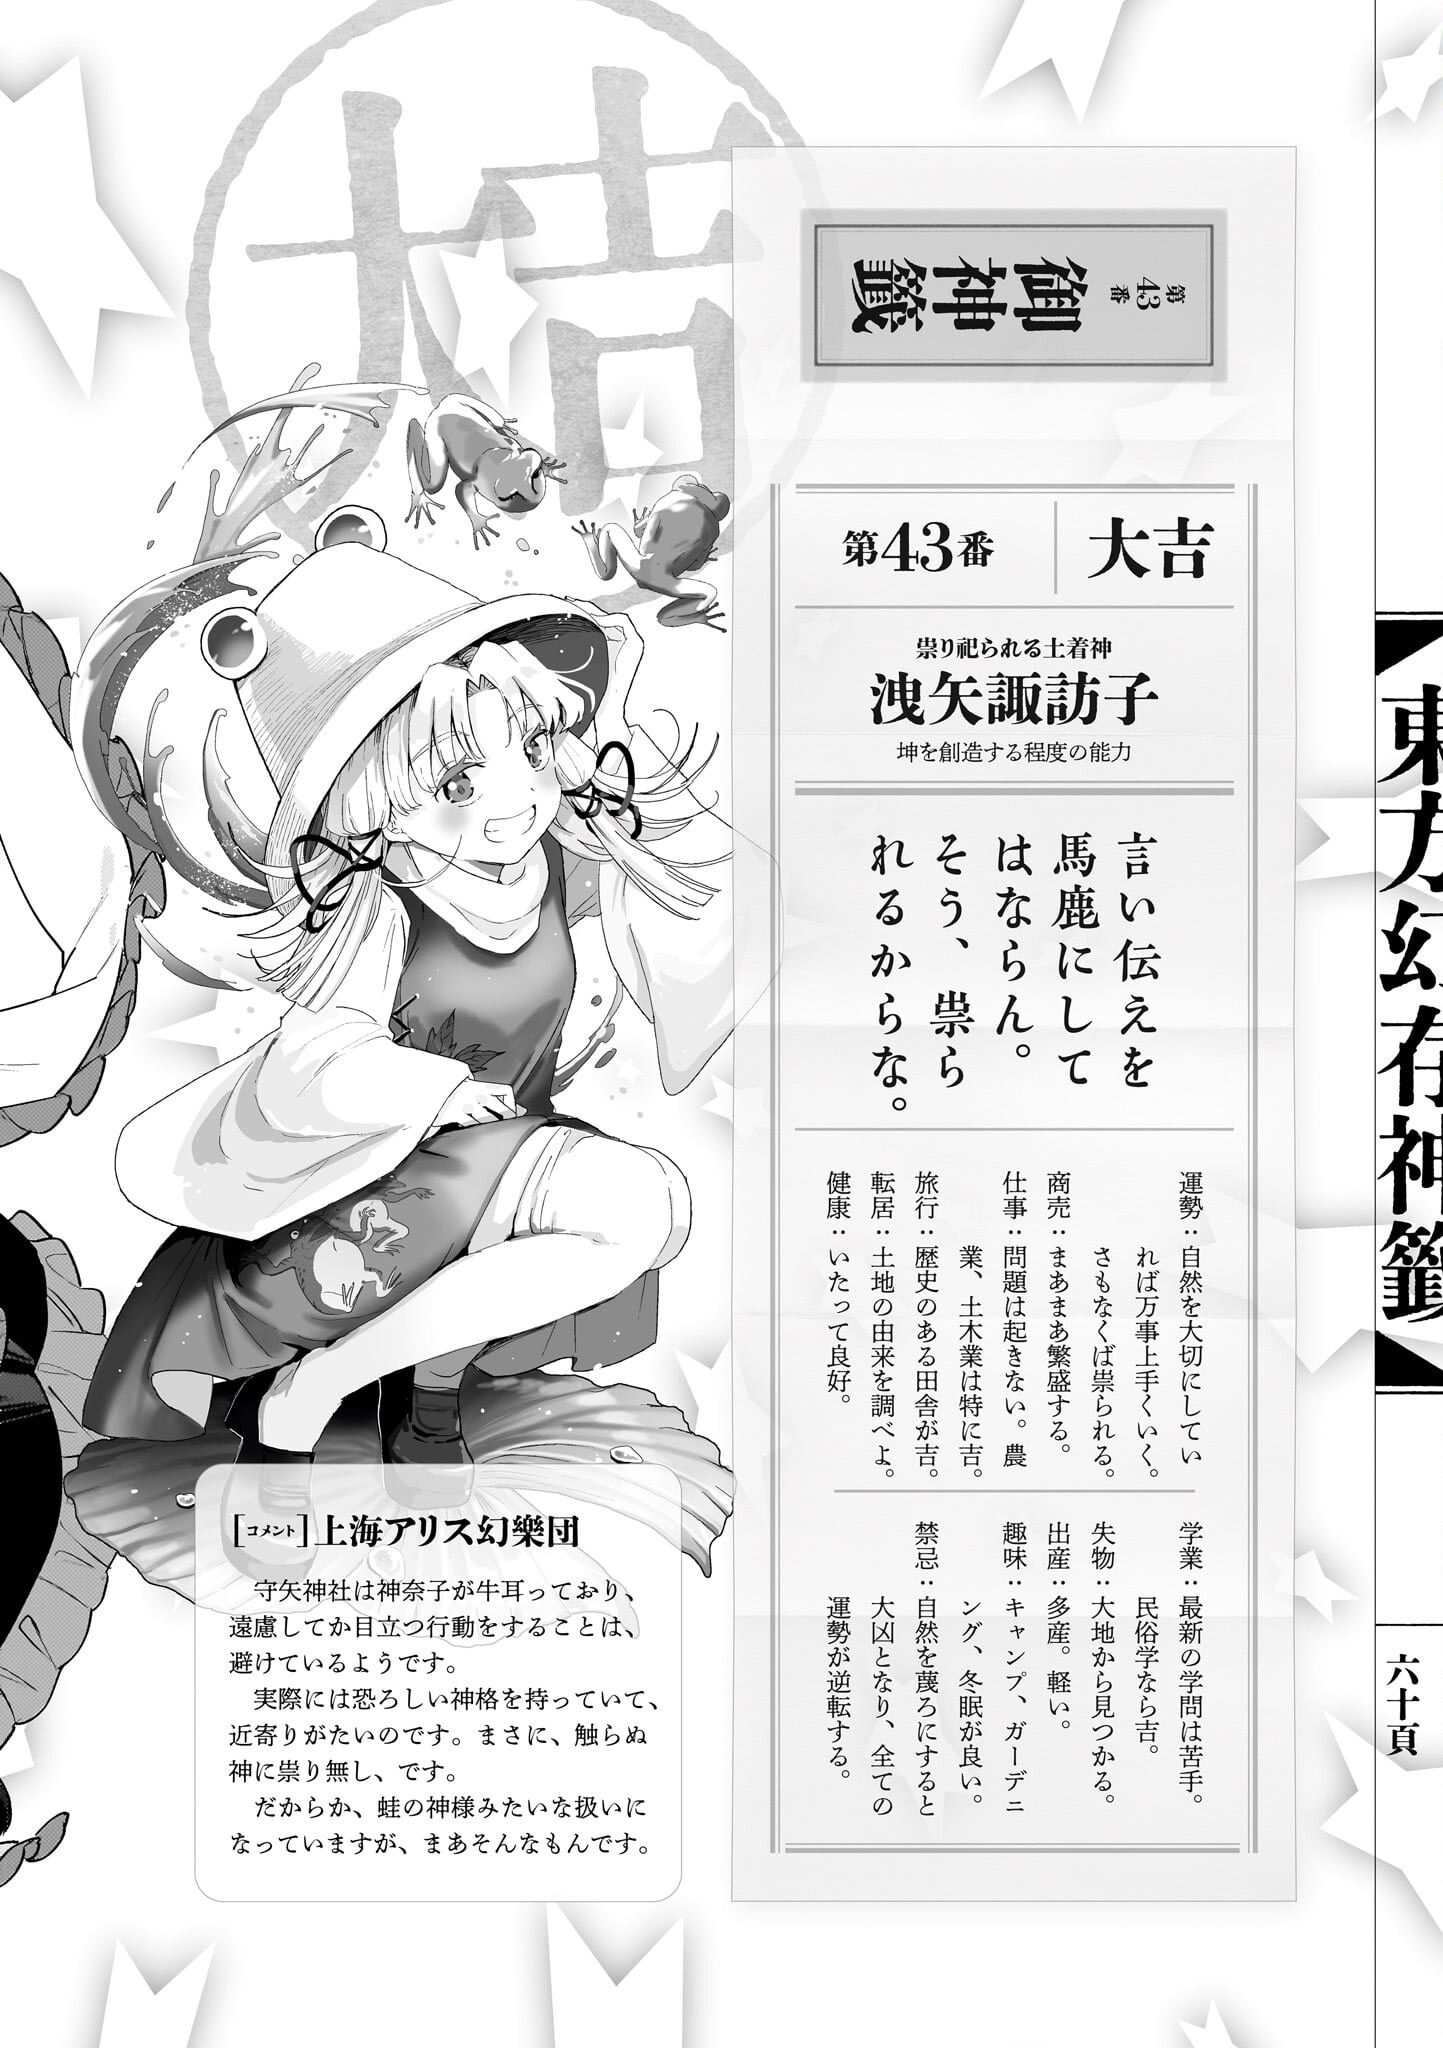 大吉
御神籤
第43番
大吉
第43番
祟り祀られる土着神
洩矢諏訪子
坤を創造する程度の能力
言い伝えを
馬鹿にして
はならん。
そう、祟ら
れるからな。
運勢：自然を大切にしてい
れば万事上手くいく。
さもなくば祟られる。
商売：まあまあ繁盛する。
仕事：問題は起きない。農
業、土木業は特に吉。
旅行：歴史のある田舎が吉。
転居：土地の由来を調べよ。
健康：いたって良好。
学業：最新の学問は苦手。
民俗学なら吉。
失物：大地から見つかる。
出産：多産。軽い。
趣味：キャンプ、ガーデニ
ング、冬眠が良い。
禁忌：自然を蔑ろにすると
大凶となり、全ての
運勢が逆転する。
［コメント］上海アリス幻樂団
守矢神社は神奈子が牛耳っており、
遠慮してか目立つ行動をすることは、
避けているようです。
実際には恐ろしい神格を持っていて、
近寄りがたいのです。まさに、触らぬ
神に祟り無し、です。
だからか、蛙の神様みたいな扱いに
なっていますが、まあそんなもんです。
東方幻存神籤
六十頁